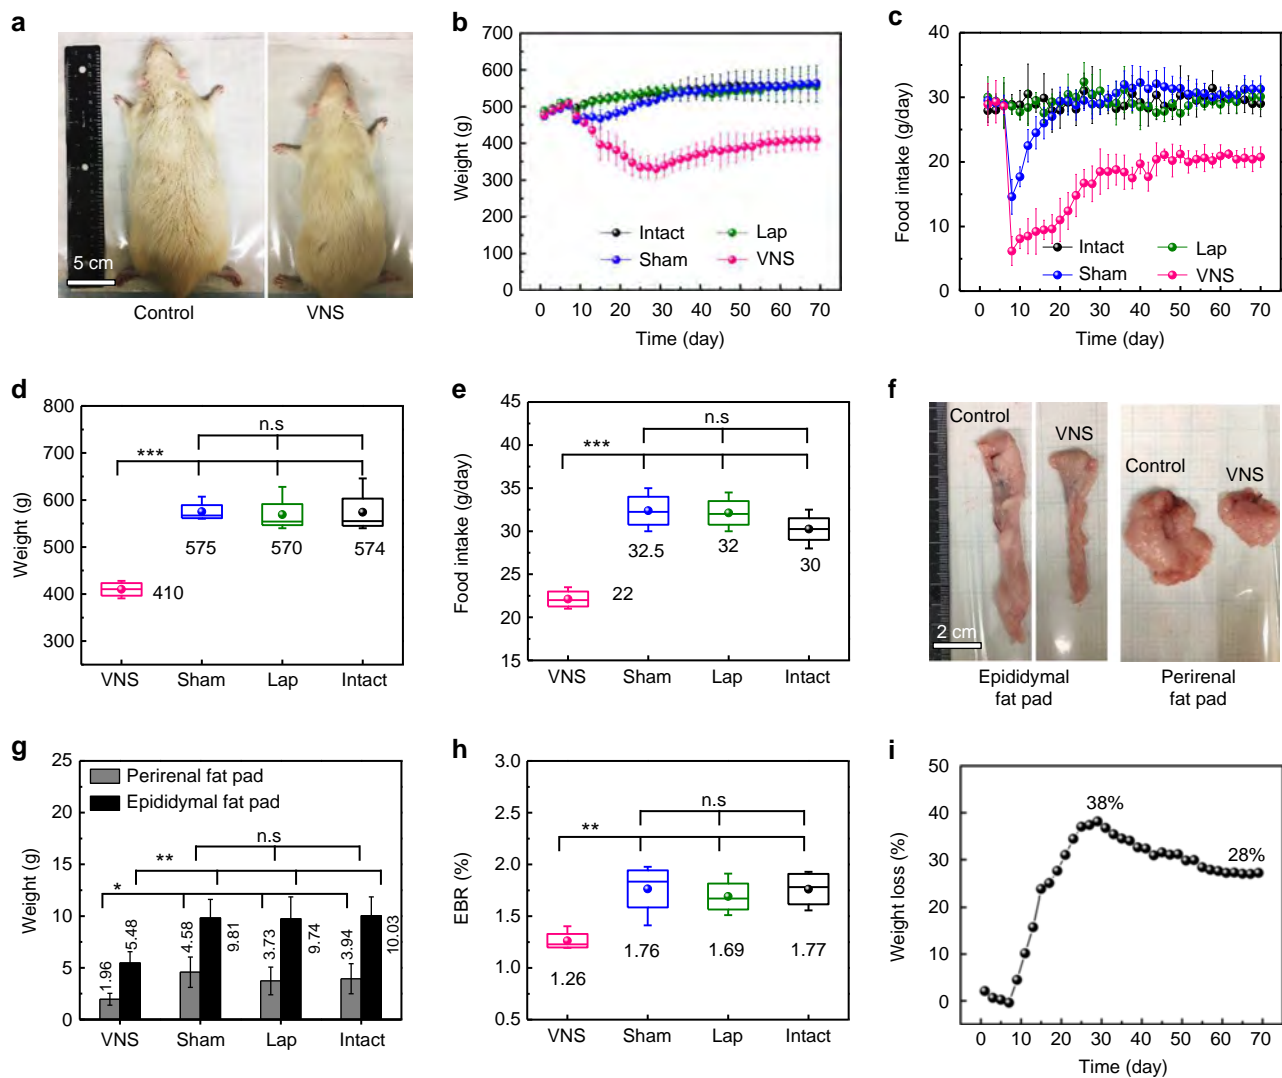 a
5 cm
Control
VNS
b
700
600
500
400
300
200
100
0
Weight (g)
Intact
Lap
Sham
VNS
0 10 20 30 40 50 60 70
Time (day)
c
40
30
20
10
0
Food intake (g/day)
Intact
Lap
Sham
VNS
0 10 20 30 40 50 60 70
Time (day)
d
800
700
600
500
400
300
Weight (g)
n.s
***
410
575
570
574
VNS Sham Lap Intact
e
45
40
35
30
25
20
15
Food intake (g/day)
n.s
***
22
32.5
32
30
VNS Sham Lap Intact
f
Control
VNS
Control
VNS
2 cm
Epididymal
fat pad
Perirenal
fat pad
g
25
20
15
10
5
0
Weight (g)
Perirenal fat pad
Epididymal fat pad
n.s
**
*
1.96
5.48
4.58
9.81
3.73
9.74
3.94
10.03
VNS Sham Lap Intact
h
3.0
2.5
2.0
1.5
1.0
0.5
EBR (%)
n.s
**
1.26
1.76
1.69
1.77
VNS Sham Lap Intact
i
50
40
30
20
10
0
Weight loss (%)
38%
28%
0 10 20 30 40 50 60 70
Time (day)